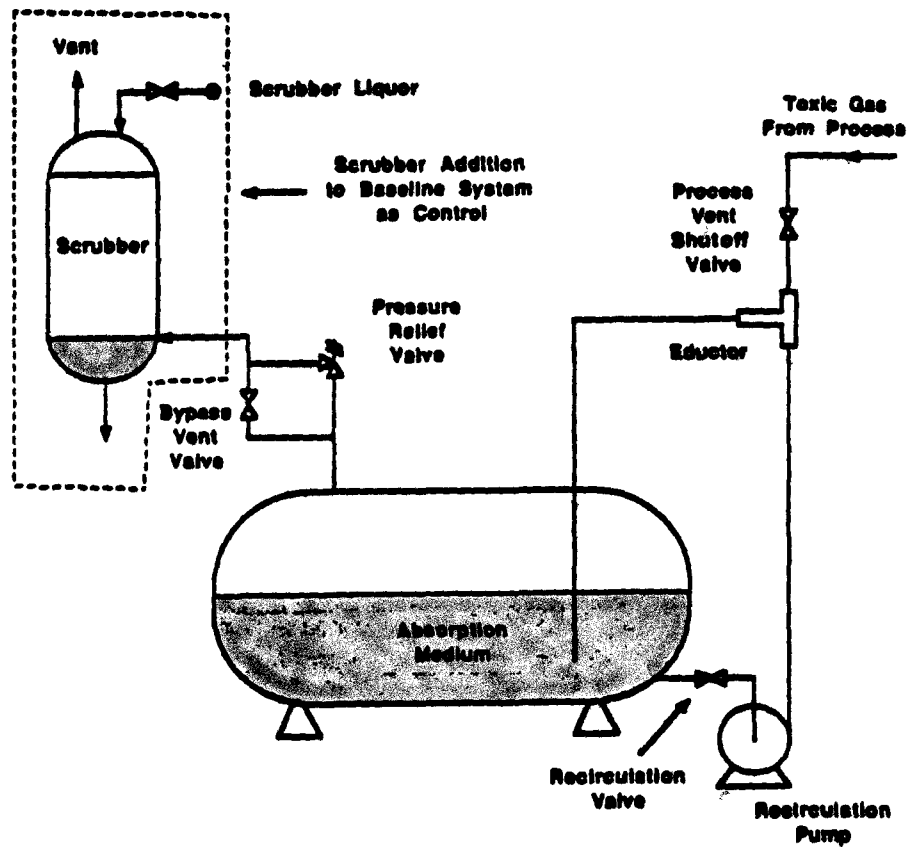 Vent
Scrubber Liquor
Toxic Gas
From Process
Scrubber Addition
to Baseline System
as Control
Process
Vent
Shutoff
Valve
Scrubber
Pressure
Relief
Valve
Eductor
Bypass
Vent
Valve
Absorption
Medium
Recirculation
Valve
Recirculation
Pump